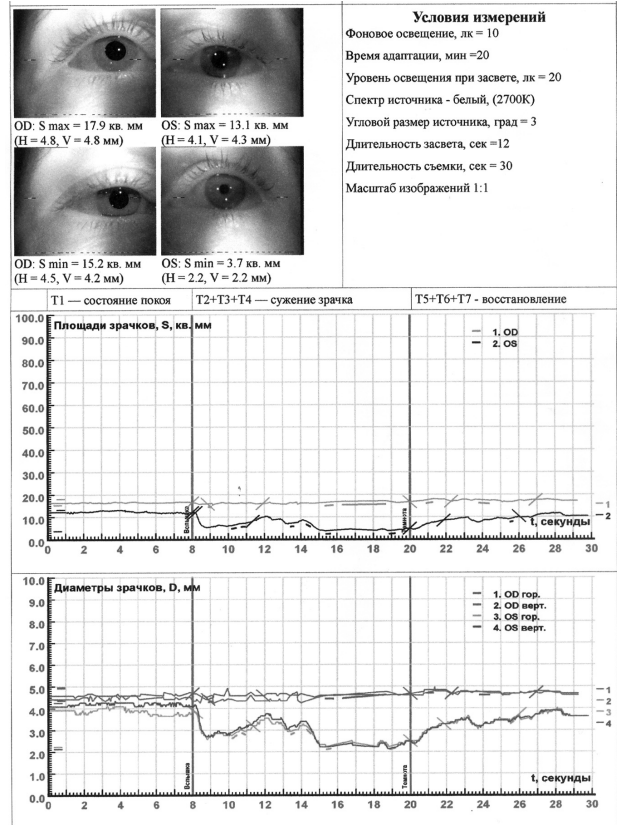 Условия измерений
Фоновое освещение, лк = 10
Время адаптации, мин =20
Уровень освещения при засвете, лк = 20
Спектр источника - белый, (2700К)
Угловой размер источника, град = 3
Длительность засвета, сек =12
Длительность съемки, сек = 30
Масштаб изображений 1:1
OD: S max = 17.9 кв. мм
(H = 4.8, V = 4.8 мм)
OS: S max = 13.1 кв. мм
(H = 4.1, V = 4.3 мм)
OD: S min = 15.2 кв. мм
(H = 4.5, V = 4.2 мм)
OS: S min = 3.7 кв. мм
(H = 2.2, V = 2.2 мм)
T1 — состояние покоя
T2+T3+T4 — сужение зрачка
T5+T6+T7 - восстановление
Площади зрачков, S, кв. мм
1. OD
2. OS
100.0
90.0
80.0
70.0
60.0
50.0
40.0
30.0
20.0
10.0
0.0
Вспышка
Темнота
1
2
t, секунды
0 2 4 6 8 10 12 14 16 18 20 22 24 26 28 30
Диаметры зрачков, D, мм
1. OD гор.
2. OD верт.
3. OS гор.
4. OS верт.
10.0
9.0
8.0
7.0
6.0
5.0
4.0
3.0
2.0
1.0
0.0
Вспышка
Темнота
1
2
3
4
t, секунды
0 2 4 6 8 10 12 14 16 18 20 22 24 26 28 30